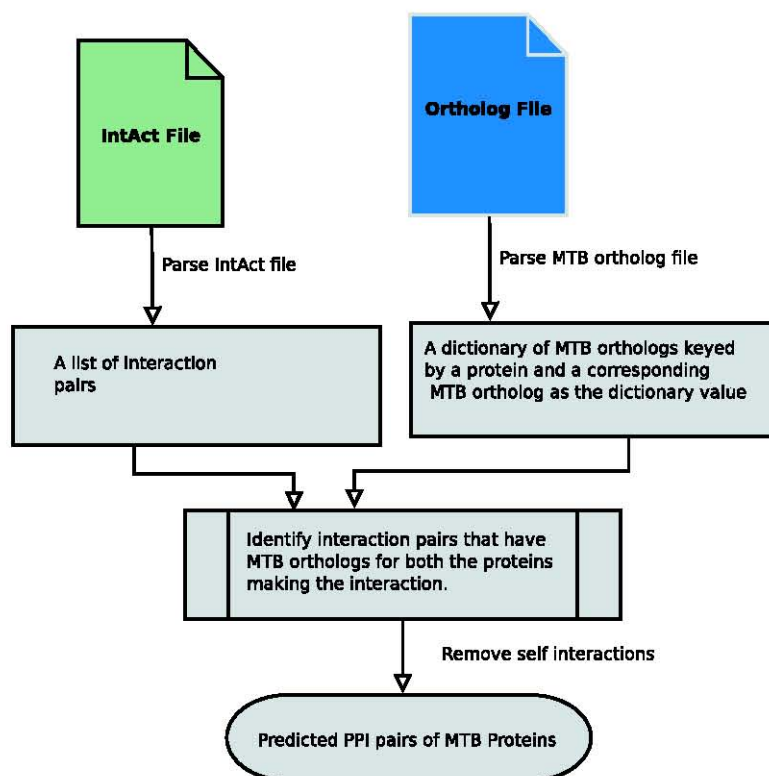 IntAct File
Ortholog File
Parse IntAct file
Parse MTB ortholog file
A list of interaction
pairs
A dictionary of MTB orthologs keyed
by a protein and a corresponding
MTB ortholog as the dictionary value
Identify interaction pairs that have
MTB orthologs for both the proteins
making the interaction.
Remove self interactions
Predicted PPI pairs of MTB Proteins